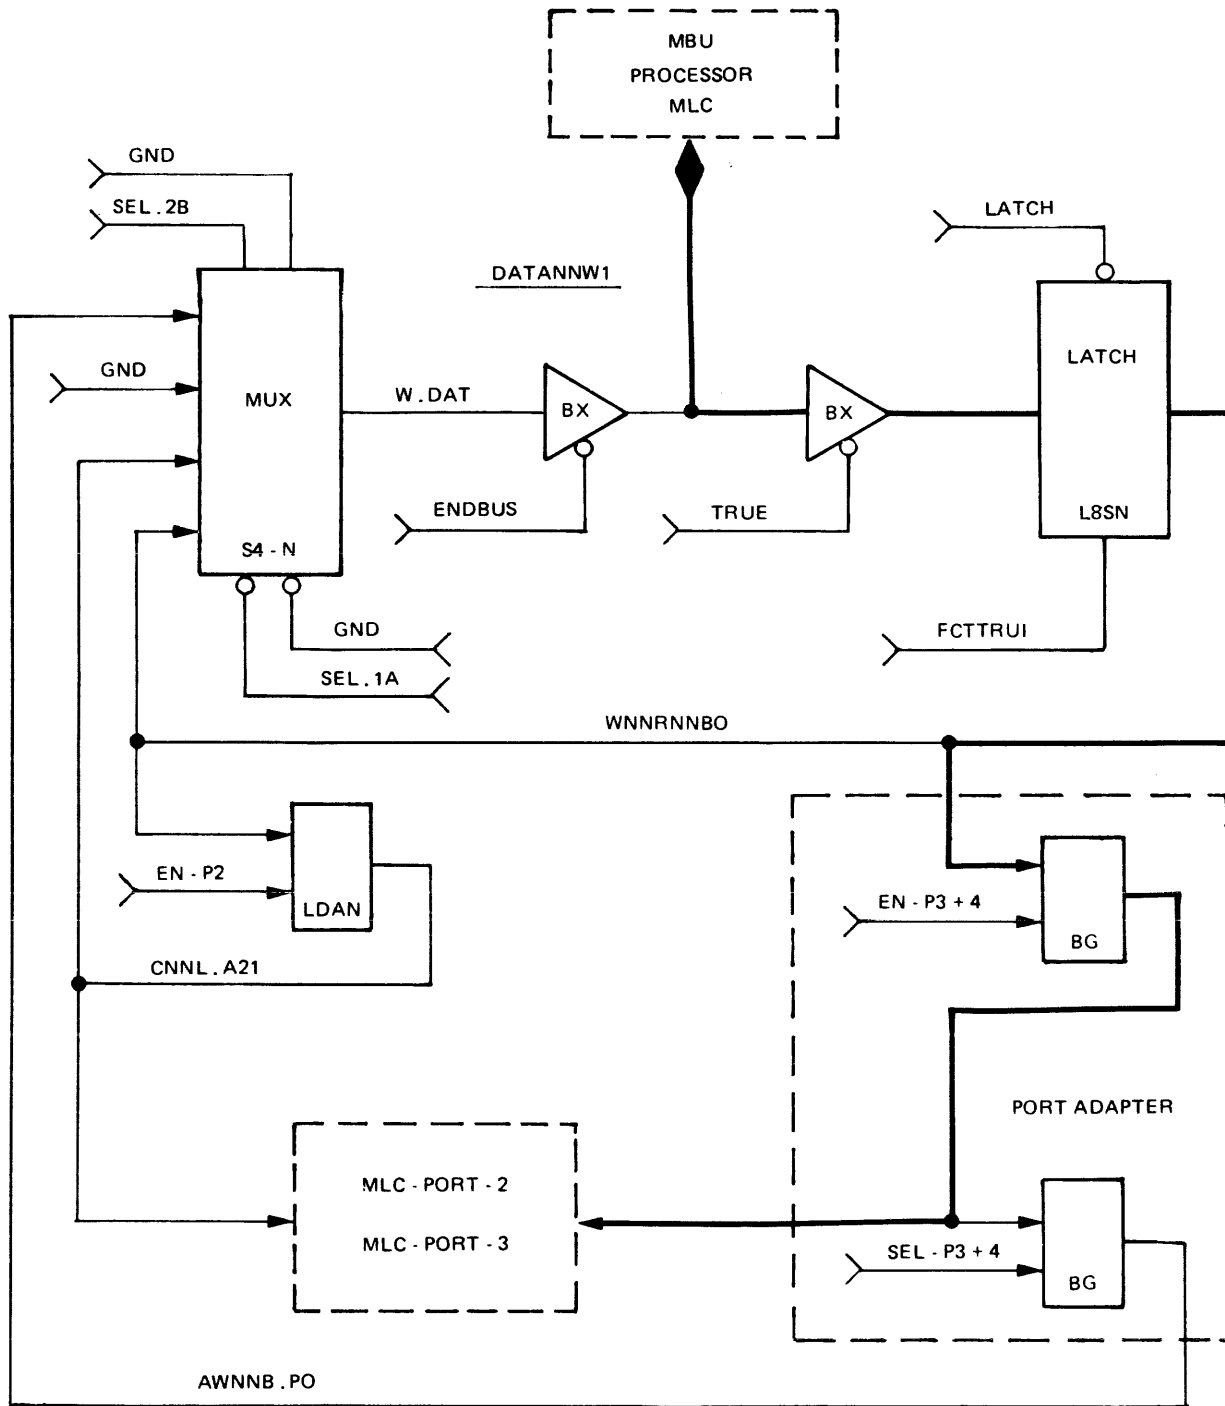 MBU
PROCESSOR
MLC
GND
SEL.2B
LATCH
DATANNW1
GND
MUX
W.DAT
BX
BX
LATCH
ENDBUS
TRUE
L8SN
S4-N
GND
FCTTRUI
SEL.1A
WNNRNNBO
EN-P2
LDAN
EN-P3+4
BG
CNNL.A21
PORT ADAPTER
MLC-PORT-2
MLC-PORT-3
SEL-P3+4
BG
AWNNB.PO